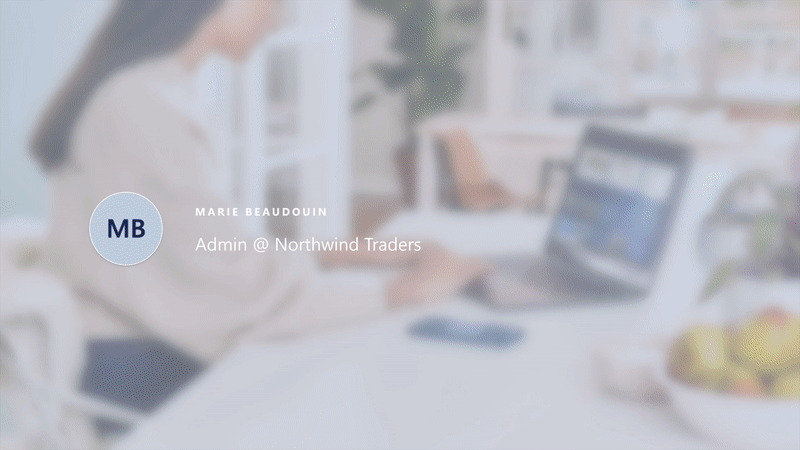 MB
MARIE BEAUDOUIN
Admin @ Northwind Traders